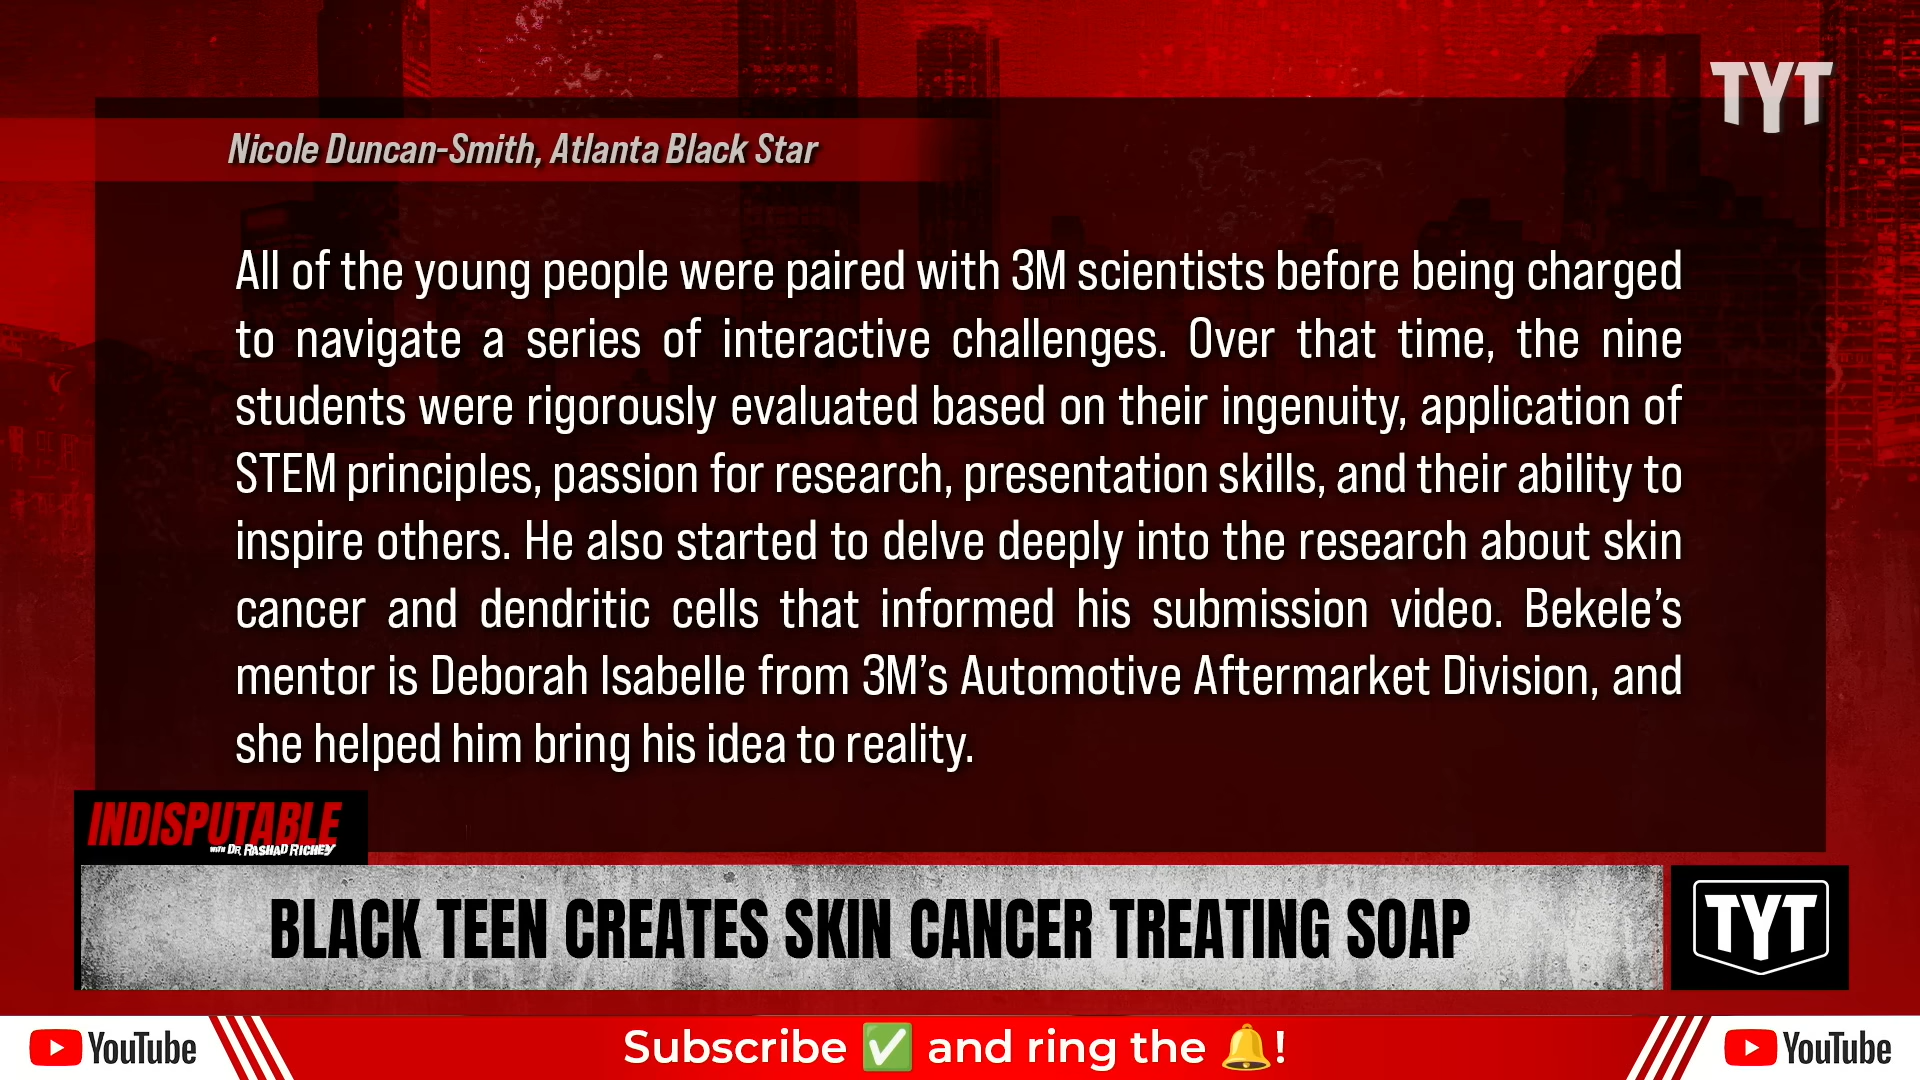 TYT
Nicole Duncan-Smith, Atlanta Black Star
All of the young people were paired with 3M scientists before being charged
to navigate a series of interactive challenges. Over that time, the nine
students were rigorously evaluated based on their ingenuity, application of
STEM principles, passion for research, presentation skills, and their ability to
inspire others. He also started to delve deeply into the research about skin
cancer and dendritic cells that informed his submission video. Bekele’s
mentor is Deborah Isabelle from 3M’s Automotive Aftermarket Division, and
she helped him bring his idea to reality.
INDISPUTABLE
WITH DR RASHAD RICHEY
BLACK TEEN CREATES SKIN CANCER TREATING SOAP
TYT
YouTube
Subscribe ✅ and ring the 🔔!
YouTube